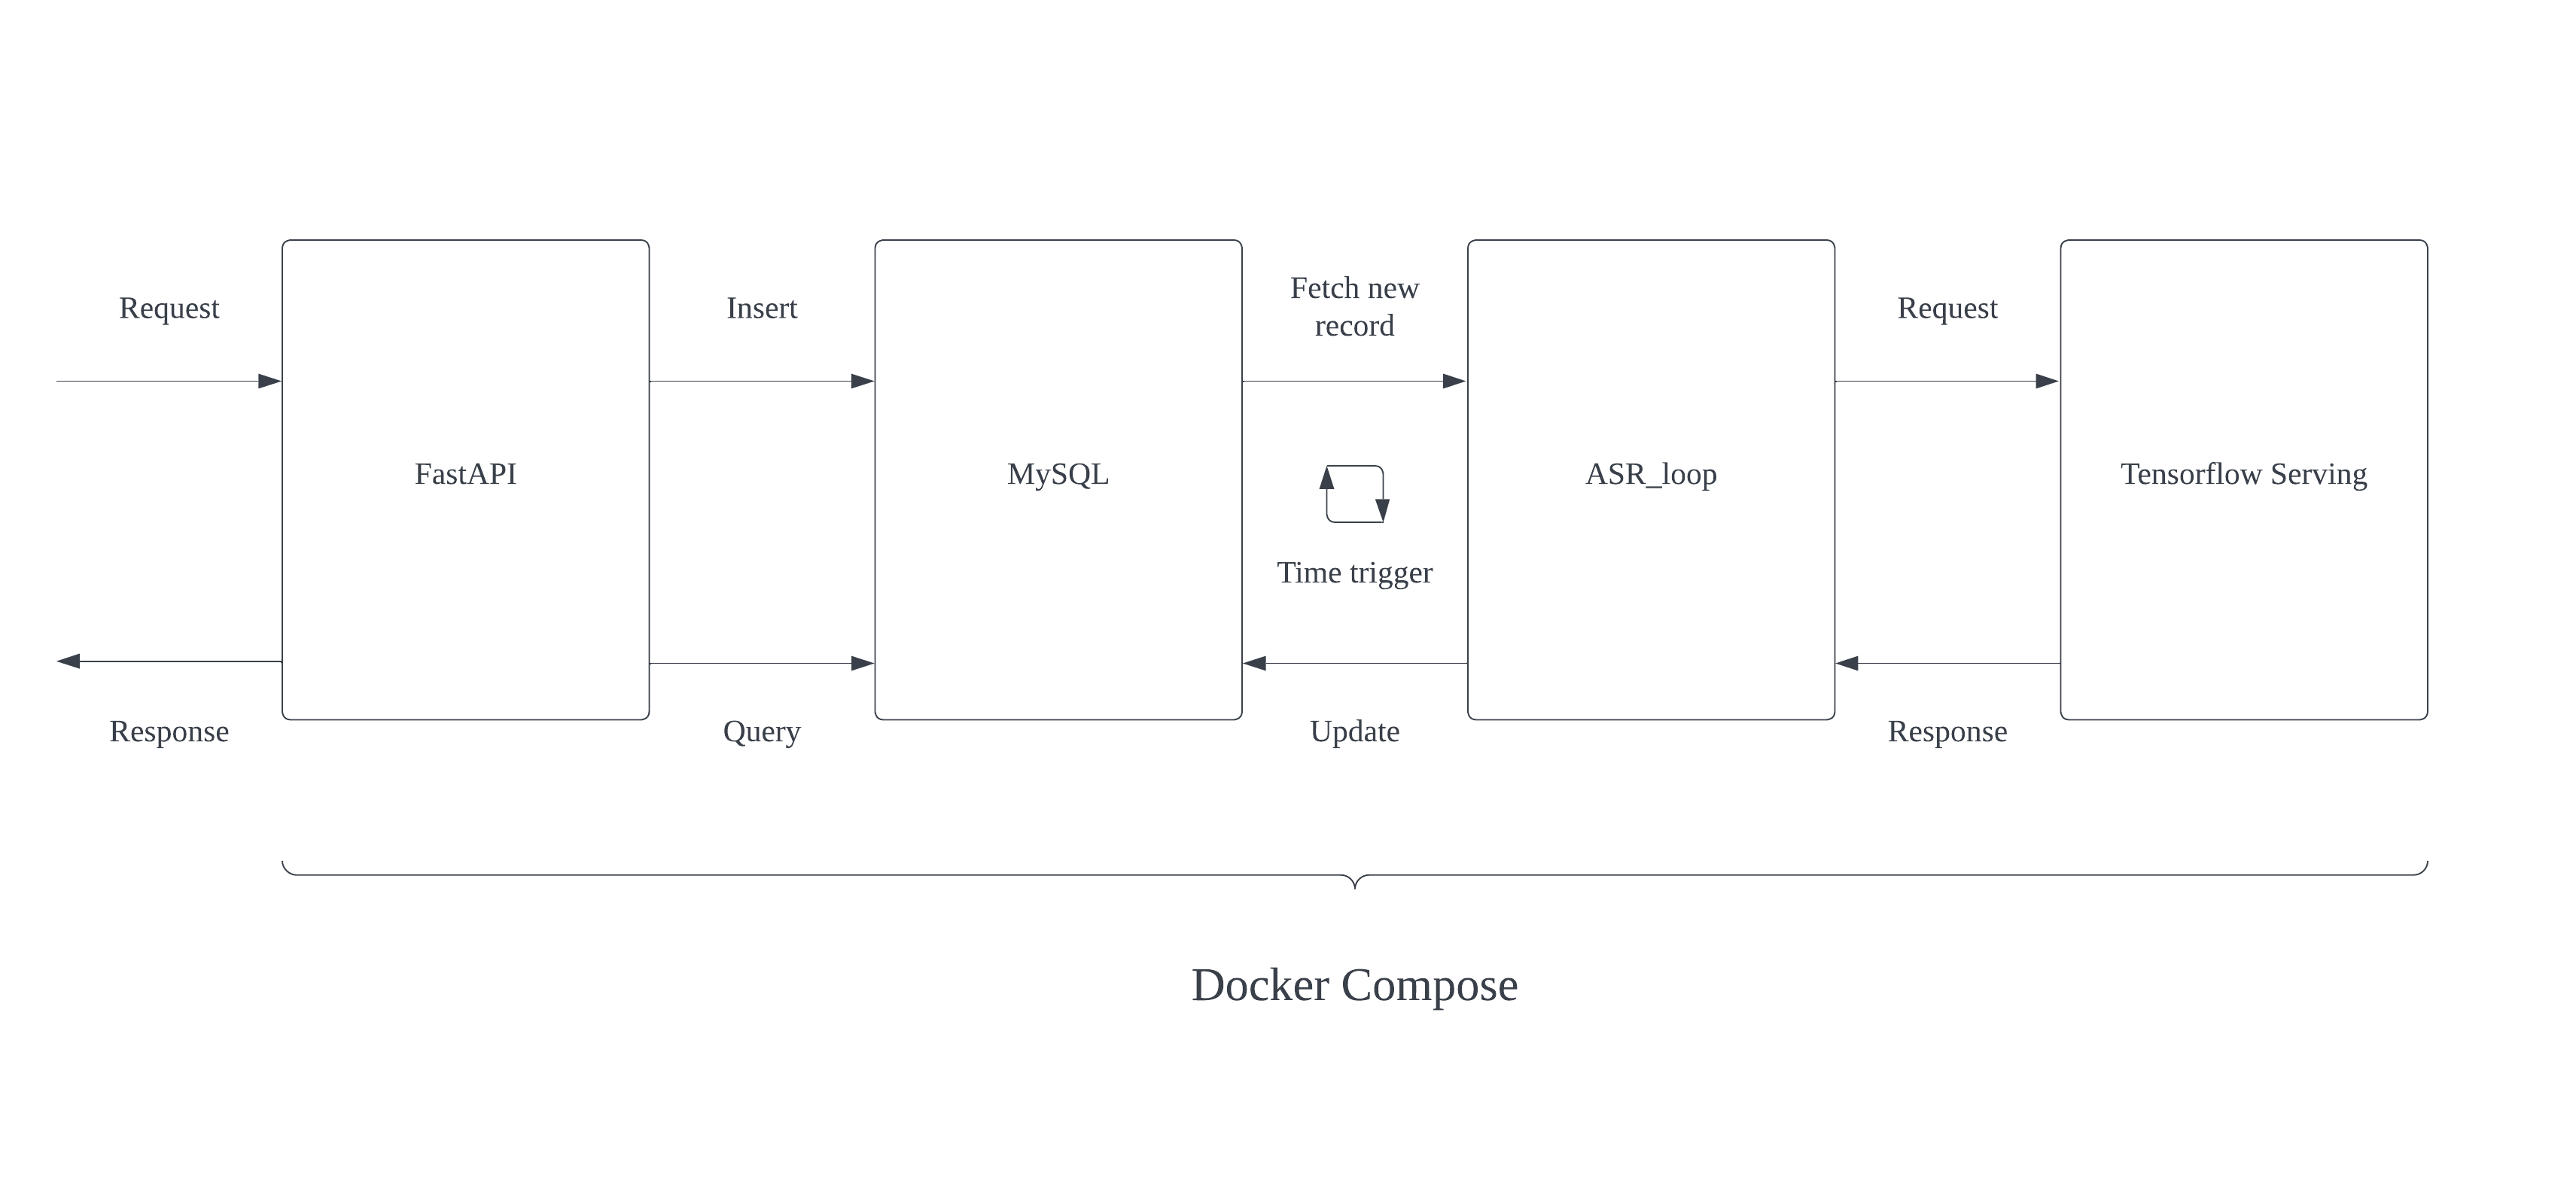 Request
Insert
Fetch new
record
Request
FastAPI
MySQL
ASR_loop
Tensorflow Serving
Time trigger
Response
Query
Update
Response
Docker Compose